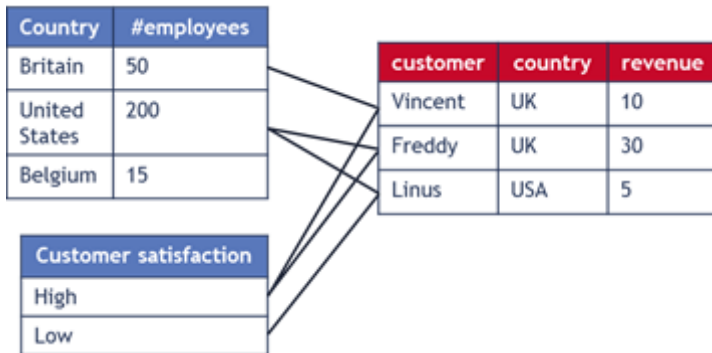 Country #employees
Britain 50
United 200
States
Belgium 15
customer country revenue
Vincent UK 10
Freddy UK 30
Linus USA 5
Customer satisfaction
High
Low